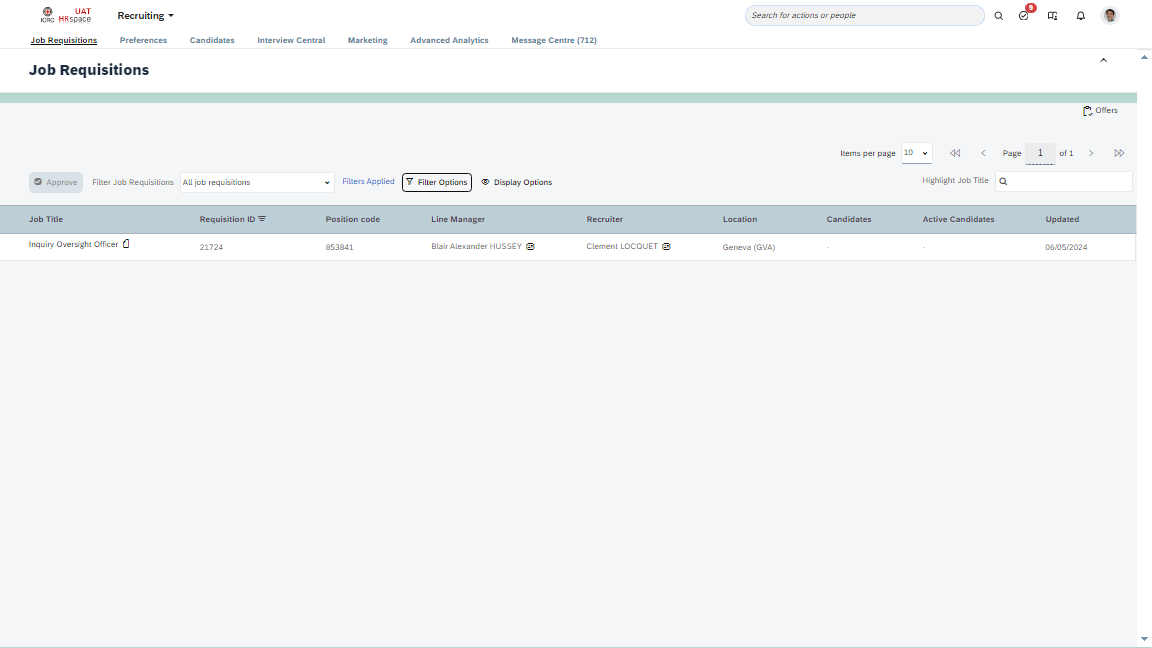 ICRC UAT HRspace Recruiting Search for actions or people 9
Job Requisitions Preferences Candidates Interview Central Marketing Advanced Analytics Message Centre (712)
Job Requisitions
Offers
Items per page 10 Page 1 of 1
Approve Filter Job Requisitions All job requisitions Filters Applied Filter Options Display Options Highlight Job Title
Job Title Requisition ID Position code Line Manager Recruiter Location Candidates Active Candidates Updated
Inquiry Oversight Officer 21724 853841 Blair Alexander HUSSEY Clement LOCQUET Geneva (GVA) - - 06/05/2024